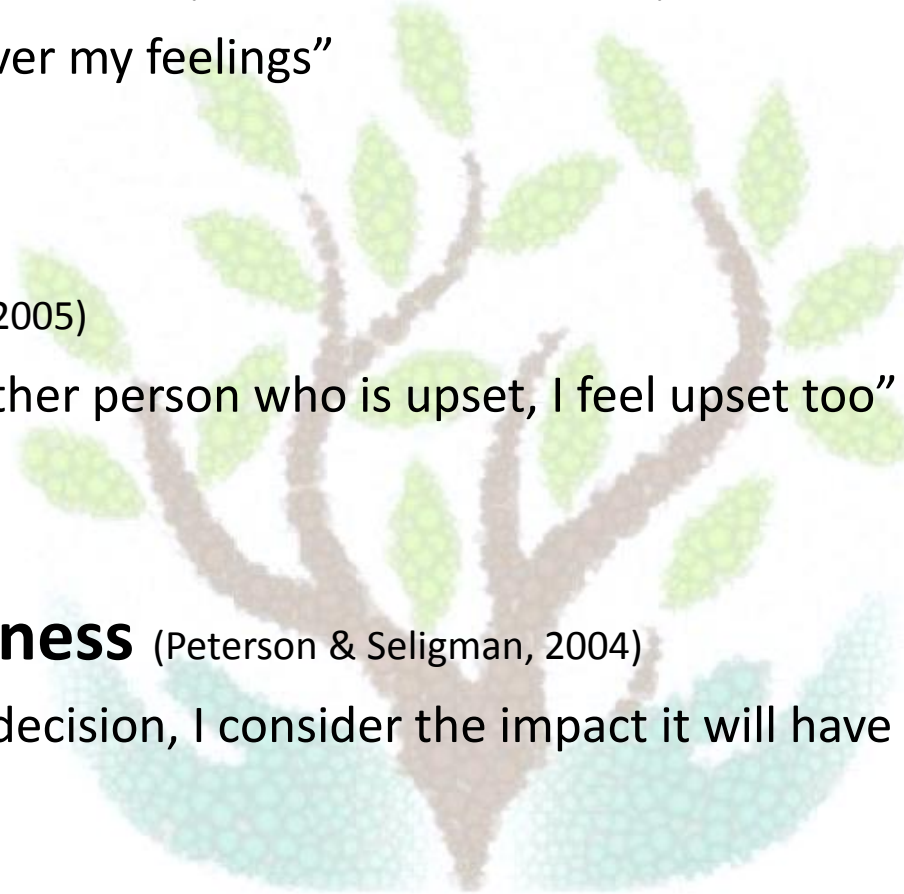 ver my feelings”
2005)
ther person who is upset, I feel upset too”
ness (Peterson & Seligman, 2004)
decision, I consider the impact it will have